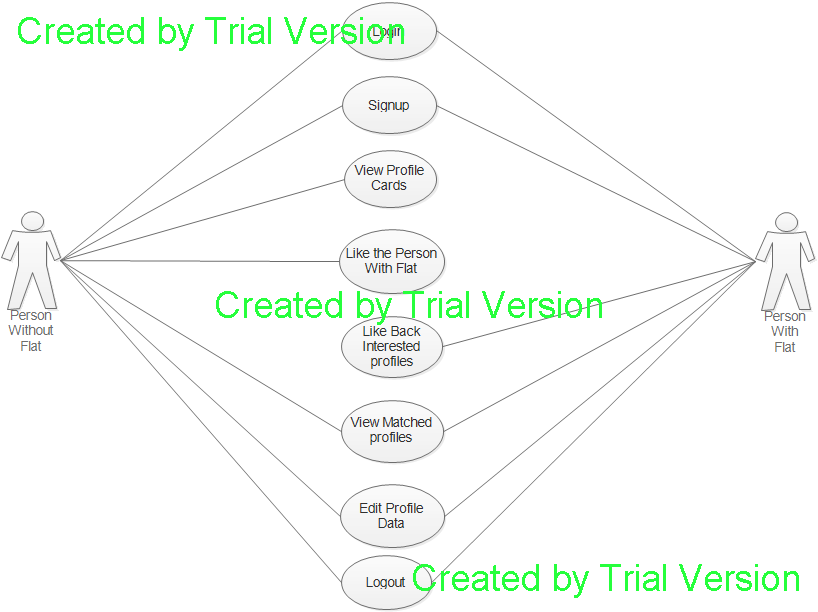 Created by Trial Version
Login
Signup
View Profile
Cards
Like the Person
With Flat
Created by Trial Version
Person
Without
Flat
Person
With
Flat
Like Back
Interested
profiles
View Matched
profiles
Edit Profile
Data
Logout
Created by Trial Version